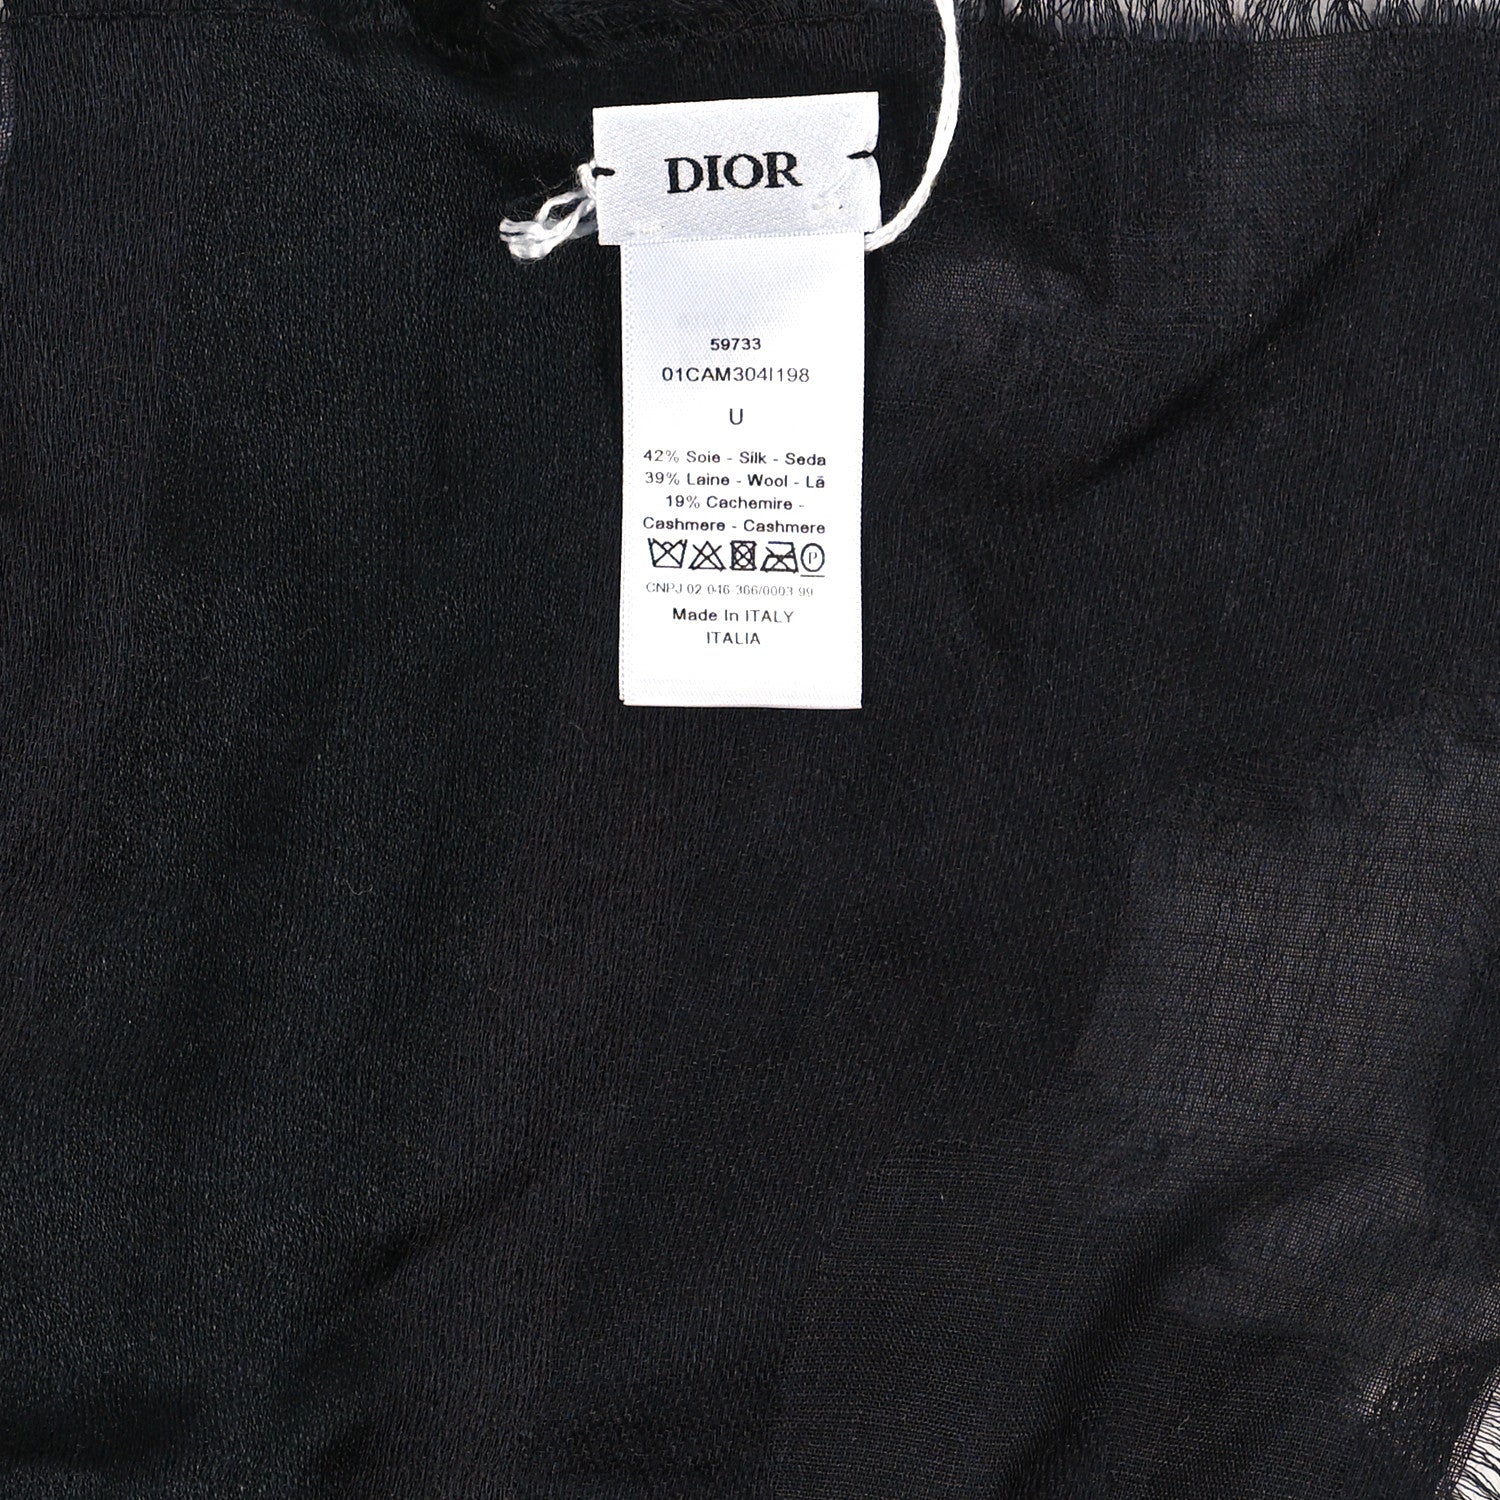 DIOR
59733
01CAM304I198
U
42% Soie - Silk - Seda
39% Laine - Wool - Lã
19% Cachemire -
Cashmere - Cashmere
P
CNPJ 02 046 366/0003 99
Made In ITALY
ITALIA